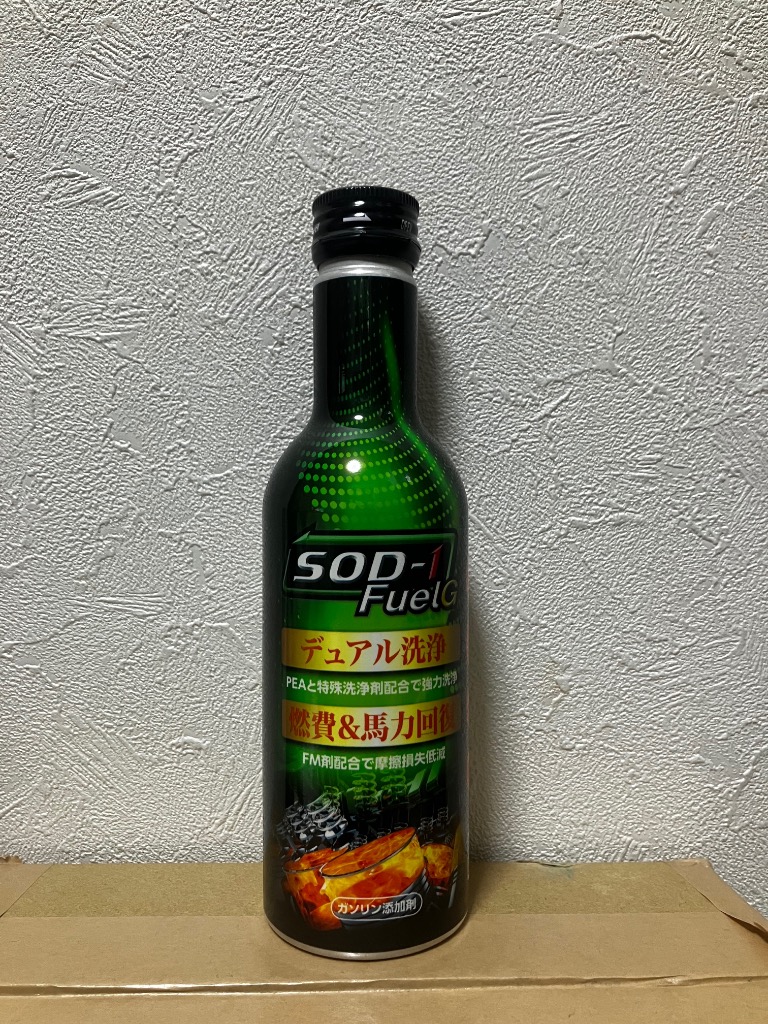 SOD-1
FuelG
デュアル洗浄
PEAと特殊洗浄剤配合で強力洗浄
燃費&馬力回復
FM剤配合で摩擦損失低減
ガソリン添加剤